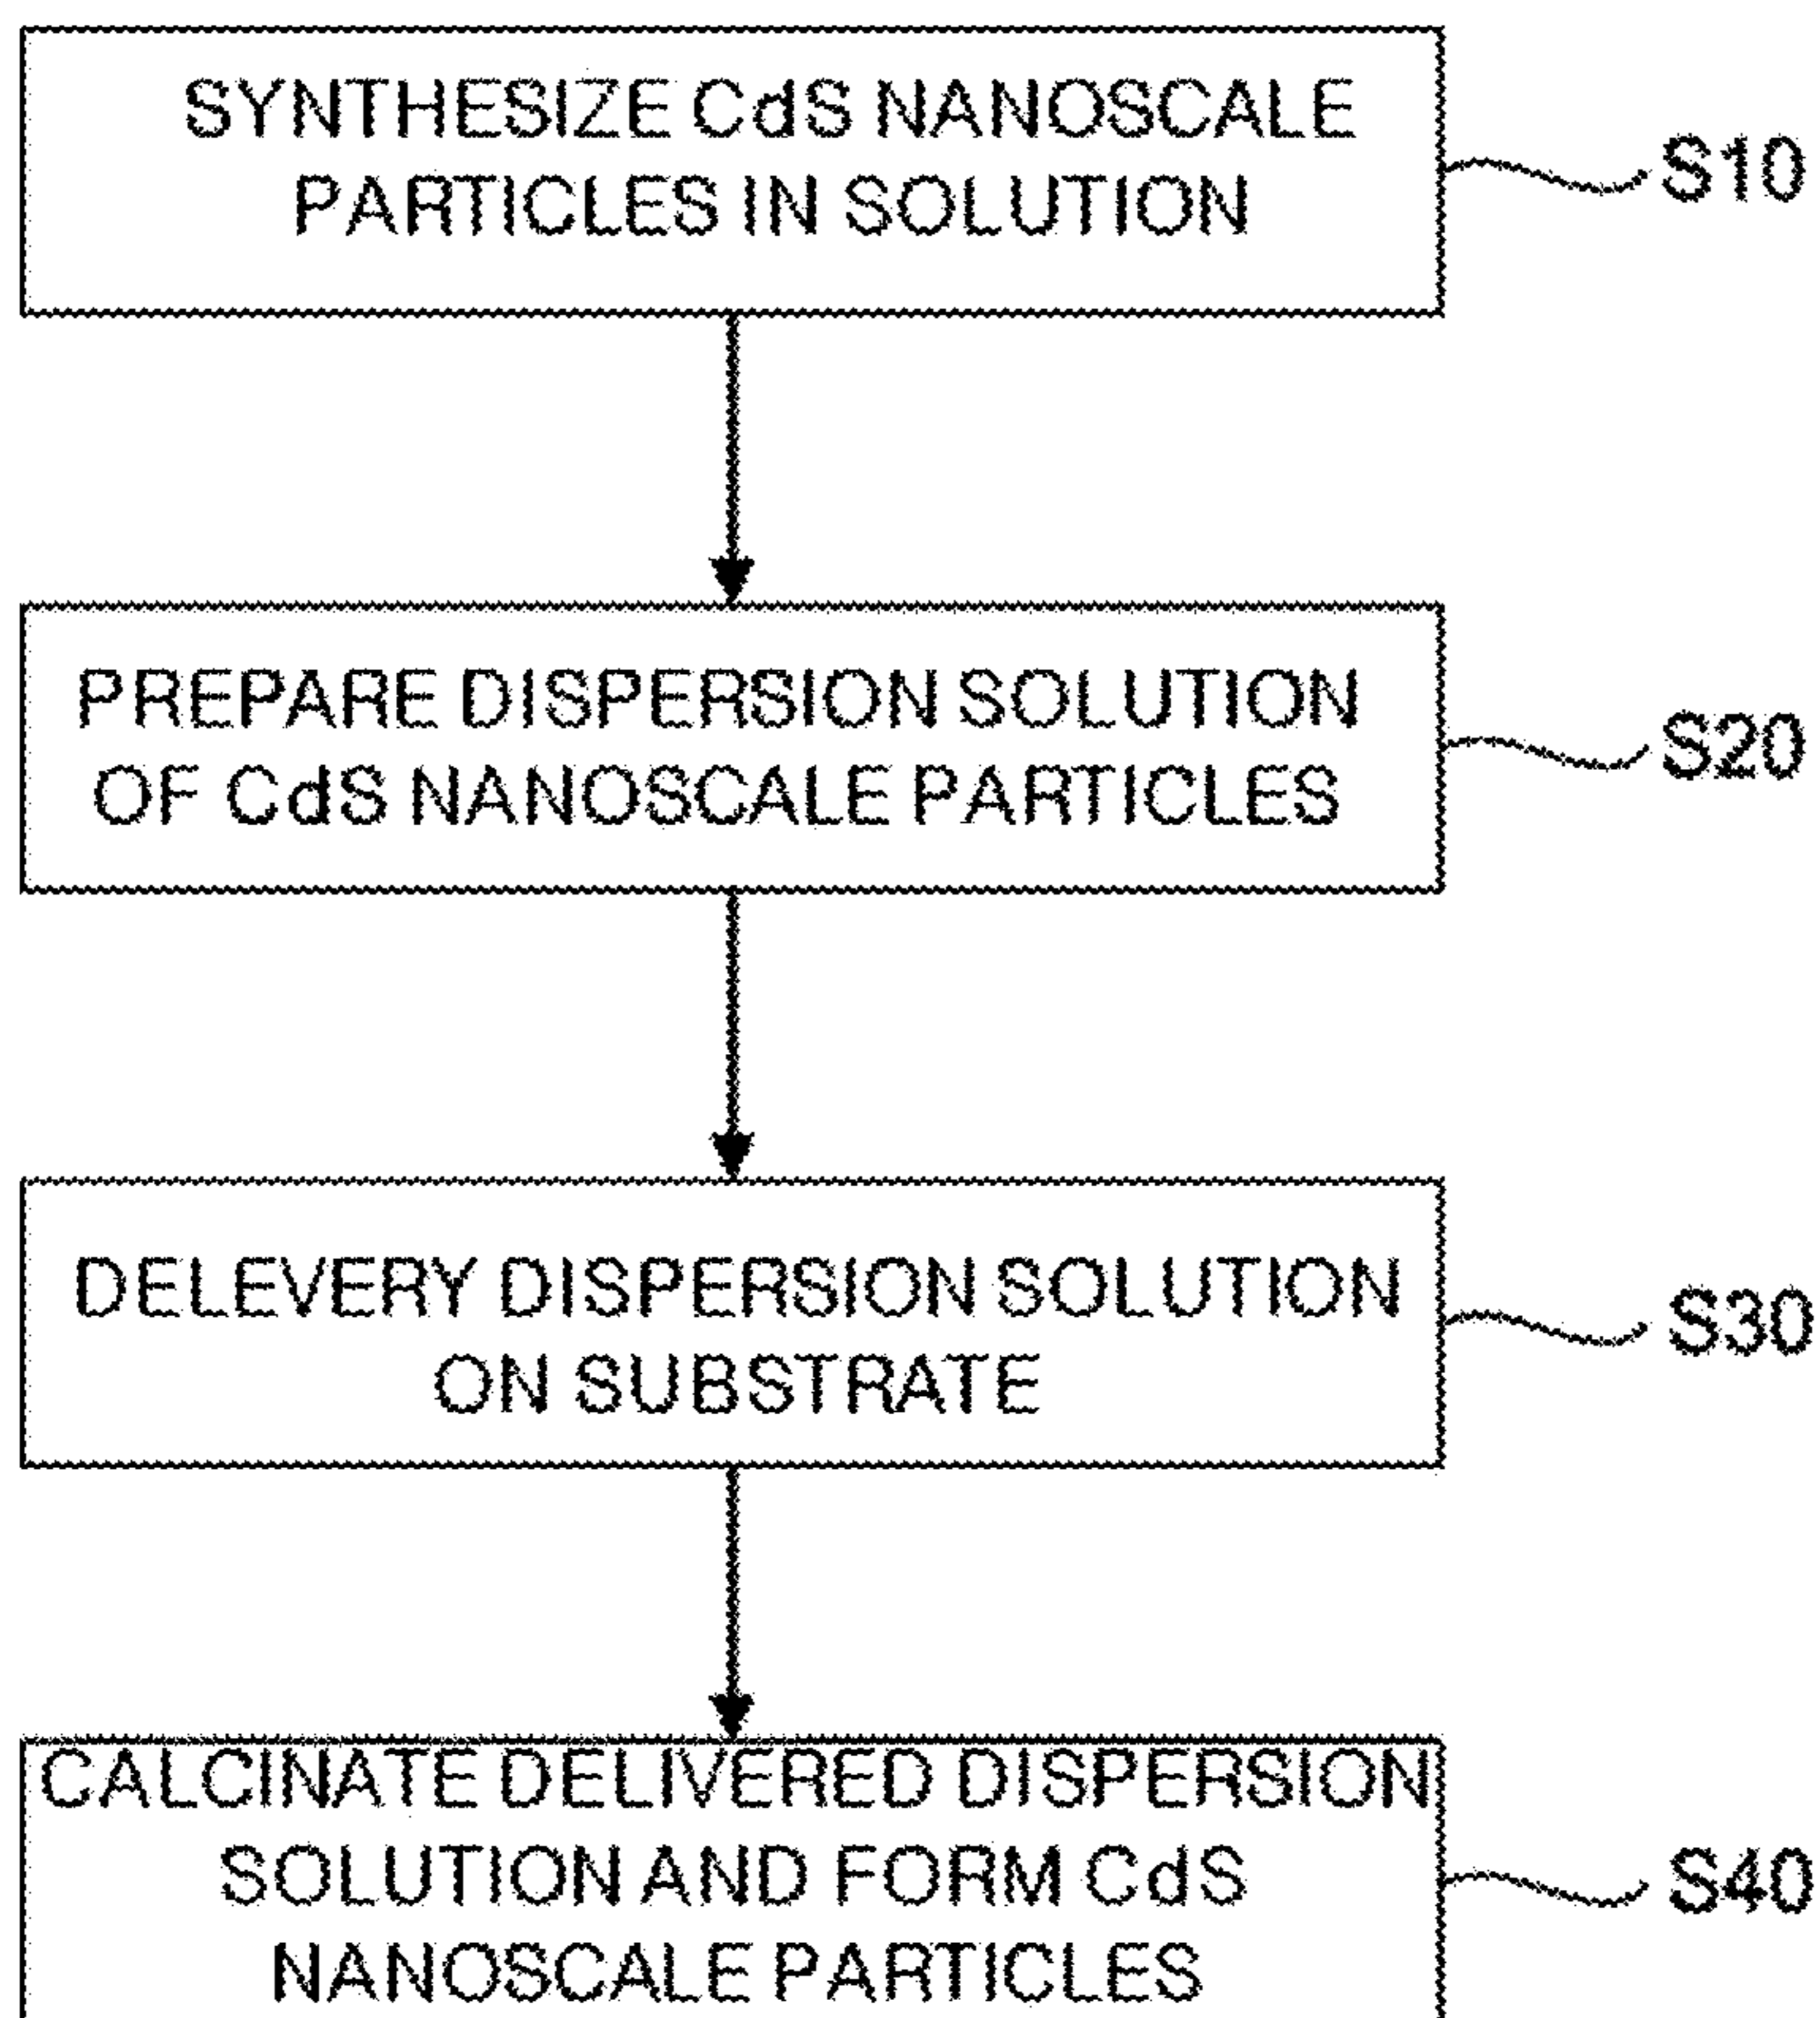 SYNTHESIZE CdS NANOSCALE
PARTICLES IN SOLUTION
S10
PREPARE DISPERSION SOLUTION
OF CdS NANOSCALE PARTICLES
S20
DELEVERY DISPERSION SOLUTION
ON SUBSTRATE
S30
CALCINATE DELIVERED DISPERSION
SOLUTION AND FORM CdS
NANOSCALE PARTICLES
S40